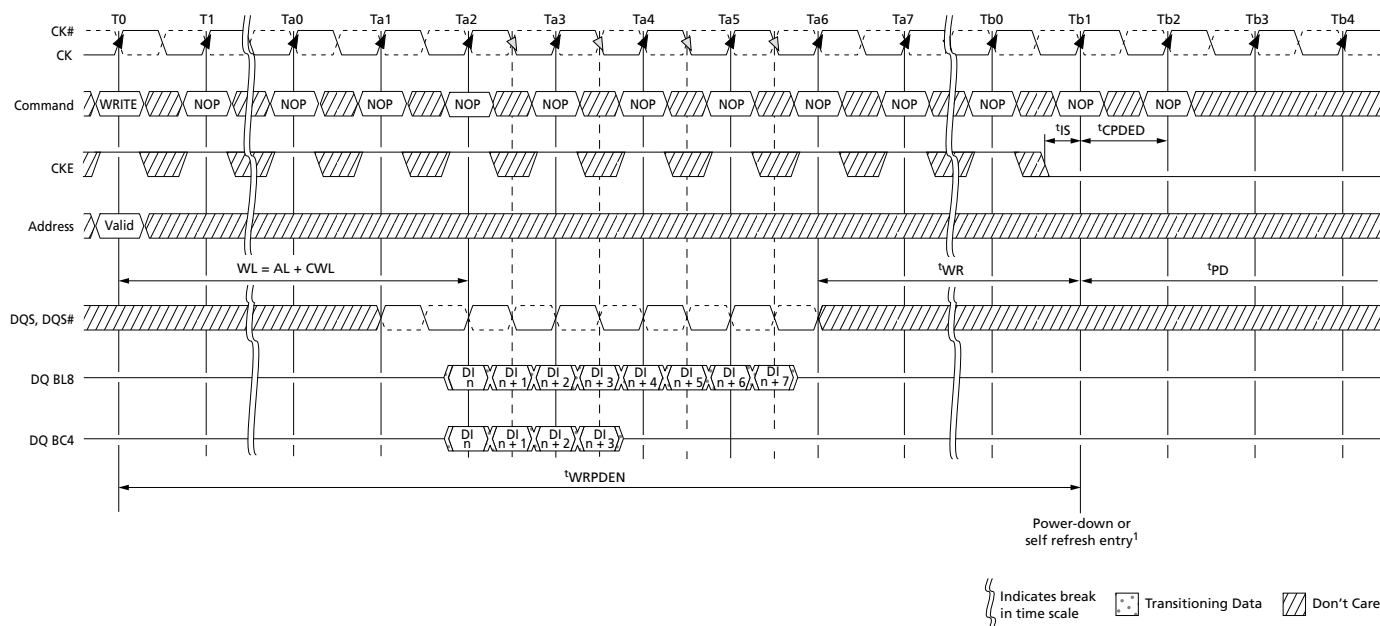 T0 T1 Ta0 Ta1 Ta2 Ta3 Ta4 Ta5 Ta6 Ta7 Tb0 Tb1 Tb2 Tb3 Tb4
CK#
CK
Command WRITE NOP NOP NOP NOP NOP NOP NOP NOP NOP NOP NOP NOP
tIS tCPDED
CKE
Address Valid
WL = AL + CWL tWR tPD
DQS, DQS#
DQ BL8 DI n DI n + 1 DI n + 2 DI n + 3 DI n + 4 DI n + 5 DI n + 6 DI n + 7
DQ BC4 DI n DI n + 1 DI n + 2 DI n + 3
tWRPDEN
Power-down or
self refresh entry1
Indicates break
in time scale
Transitioning Data
Don't Care